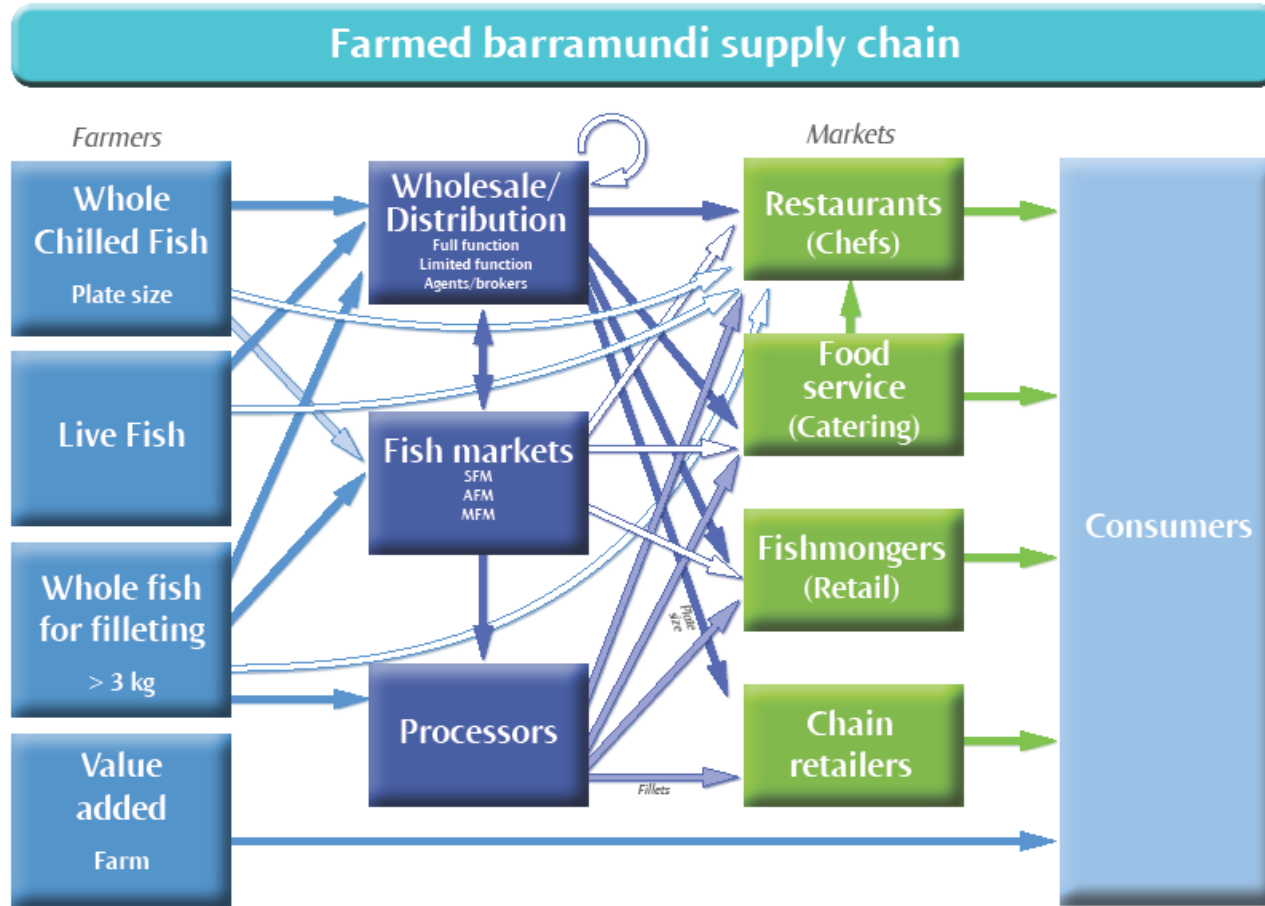 Farmed barramundi supply chain
Farmers
Markets
Whole
Chilled Fish
Plate size
Live Fish
Whole fish
for filleting
> 3 kg
Value
added
Farm
Wholesale/
Distribution
Full function
Limited function
Agents/brokers
Fish markets
SFM
AFM
MFM
Processors
Plate
size
Fillets
Restaurants
(Chefs)
Food
service
(Catering)
Fishmongers
(Retail)
Chain
retailers
Consumers